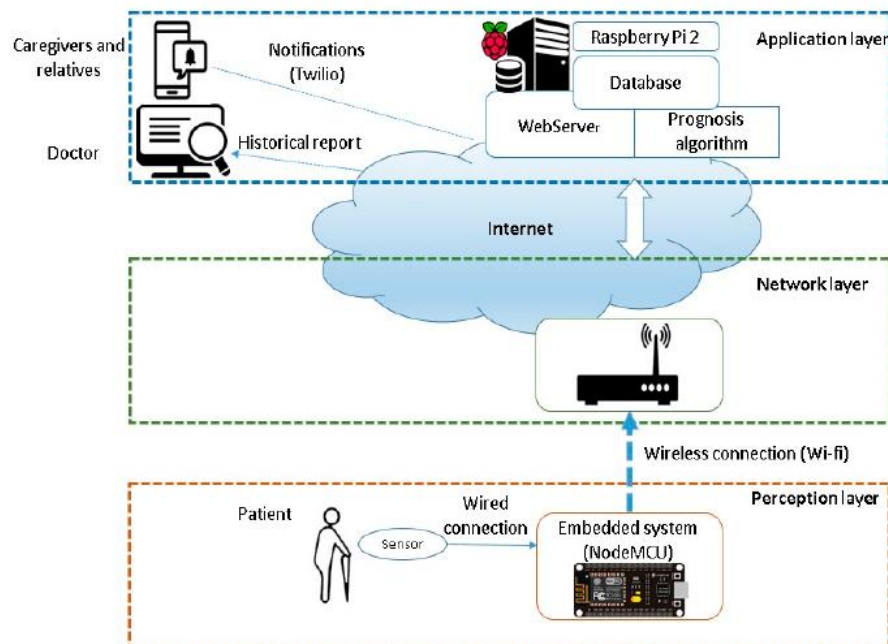 Caregivers and
relatives
Notifications
(Twilio)
Raspberry Pi 2
Application layer
Database
WebServer
Prognosis
algorithm
Doctor
Historical report
Internet
Network layer
Wireless connection (Wi-fi)
Perception layer
Patient
Wired
connection
Sensor
Embedded system
(NodeMCU)